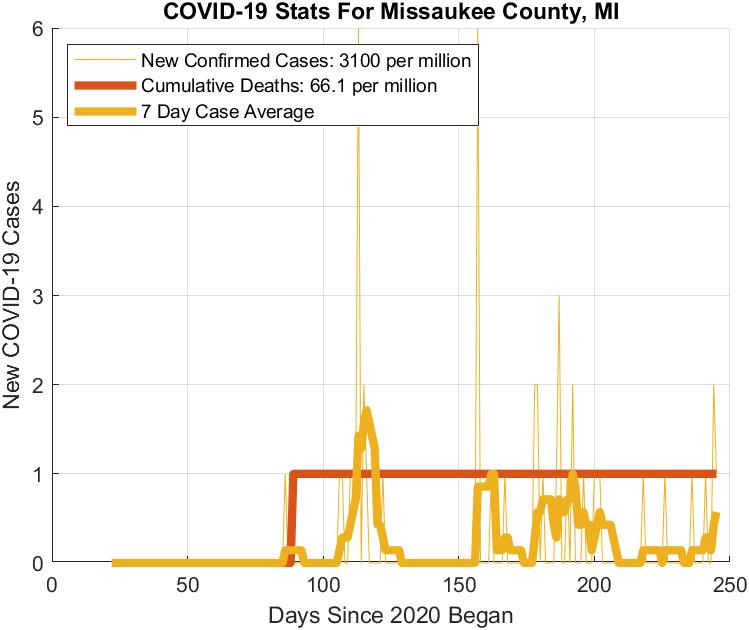 COVID-19 Stats For Missaukee County, MI
New Confirmed Cases: 3100 per million
Cumulative Deaths: 66.1 per million
7 Day Case Average
New COVID-19 Cases
6
5
4
3
2
1
0
0 50 100 150 200 250
Days Since 2020 Began